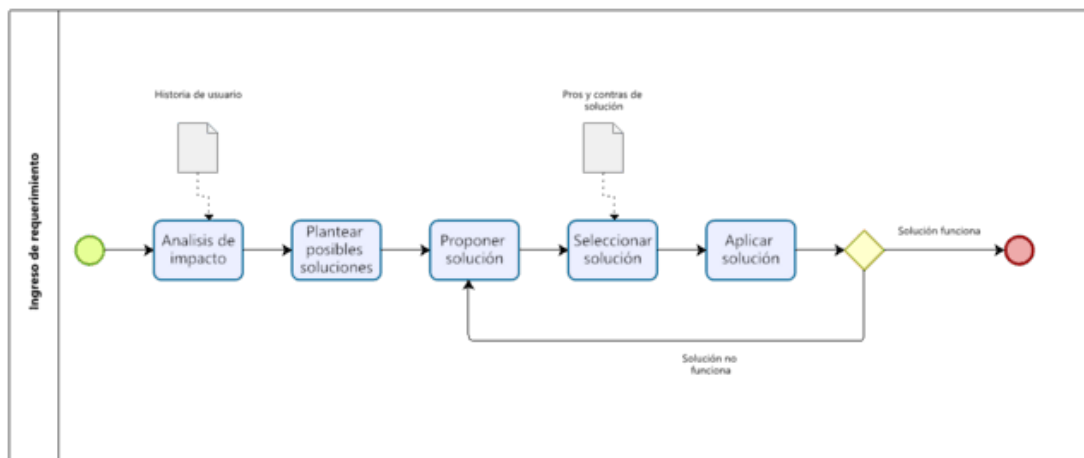 Ingreso de requerimiento
Historia de usuario
Pros y contras de
solución
Analisis de
impacto
Plantear
posibles
soluciones
Proponer
solución
Seleccionar
solución
Aplicar
solución
Solución funciona
Solución no
funciona